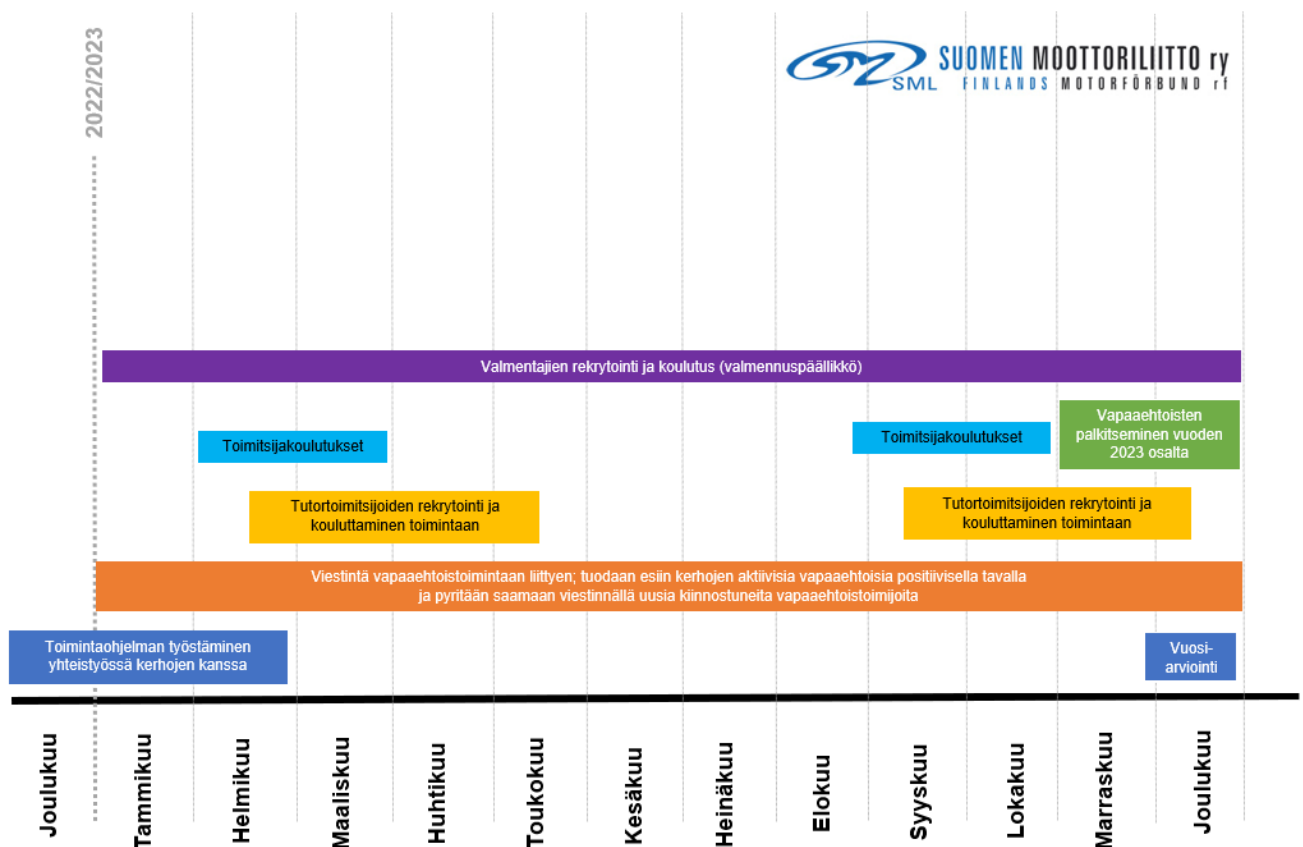 2022/2023
SML
SUOMEN MOOTTORILIITTO ry
FINLANDS MOTORFÖRBUND rf
Valmentajien rekrytointi ja koulutus (valmennuspäällikkö)
Toimitsijakoulutukset
Toimitsijakoulutukset
Vapaaehtoisten
palkitseminen vuoden
2023 osalta
Tutortoimitsijoiden rekrytointi ja
kouluttaminen toimintaan
Tutortoimitsijoiden rekrytointi ja
kouluttaminen toimintaan
Viestintä vapaaehtoistoimintaan liittyen; tuodaan esiin kerhojen aktiivisia vapaaehtoisia positiivisella tavalla
ja pyritään saamaan viestinnällä uusia kiinnostuneita vapaaehtoistoimijoita
Toimintaohjelman työstäminen
yhteistyössä kerhojen kanssa
Vuosi-
arviointi
Joulukuu
Tammikuu
Helmikuu
Maaliskuu
Huhtikuu
Toukokuu
Kesäkuu
Heinäkuu
Elokuu
Syyskuu
Lokakuu
Marraskuu
Joulukuu